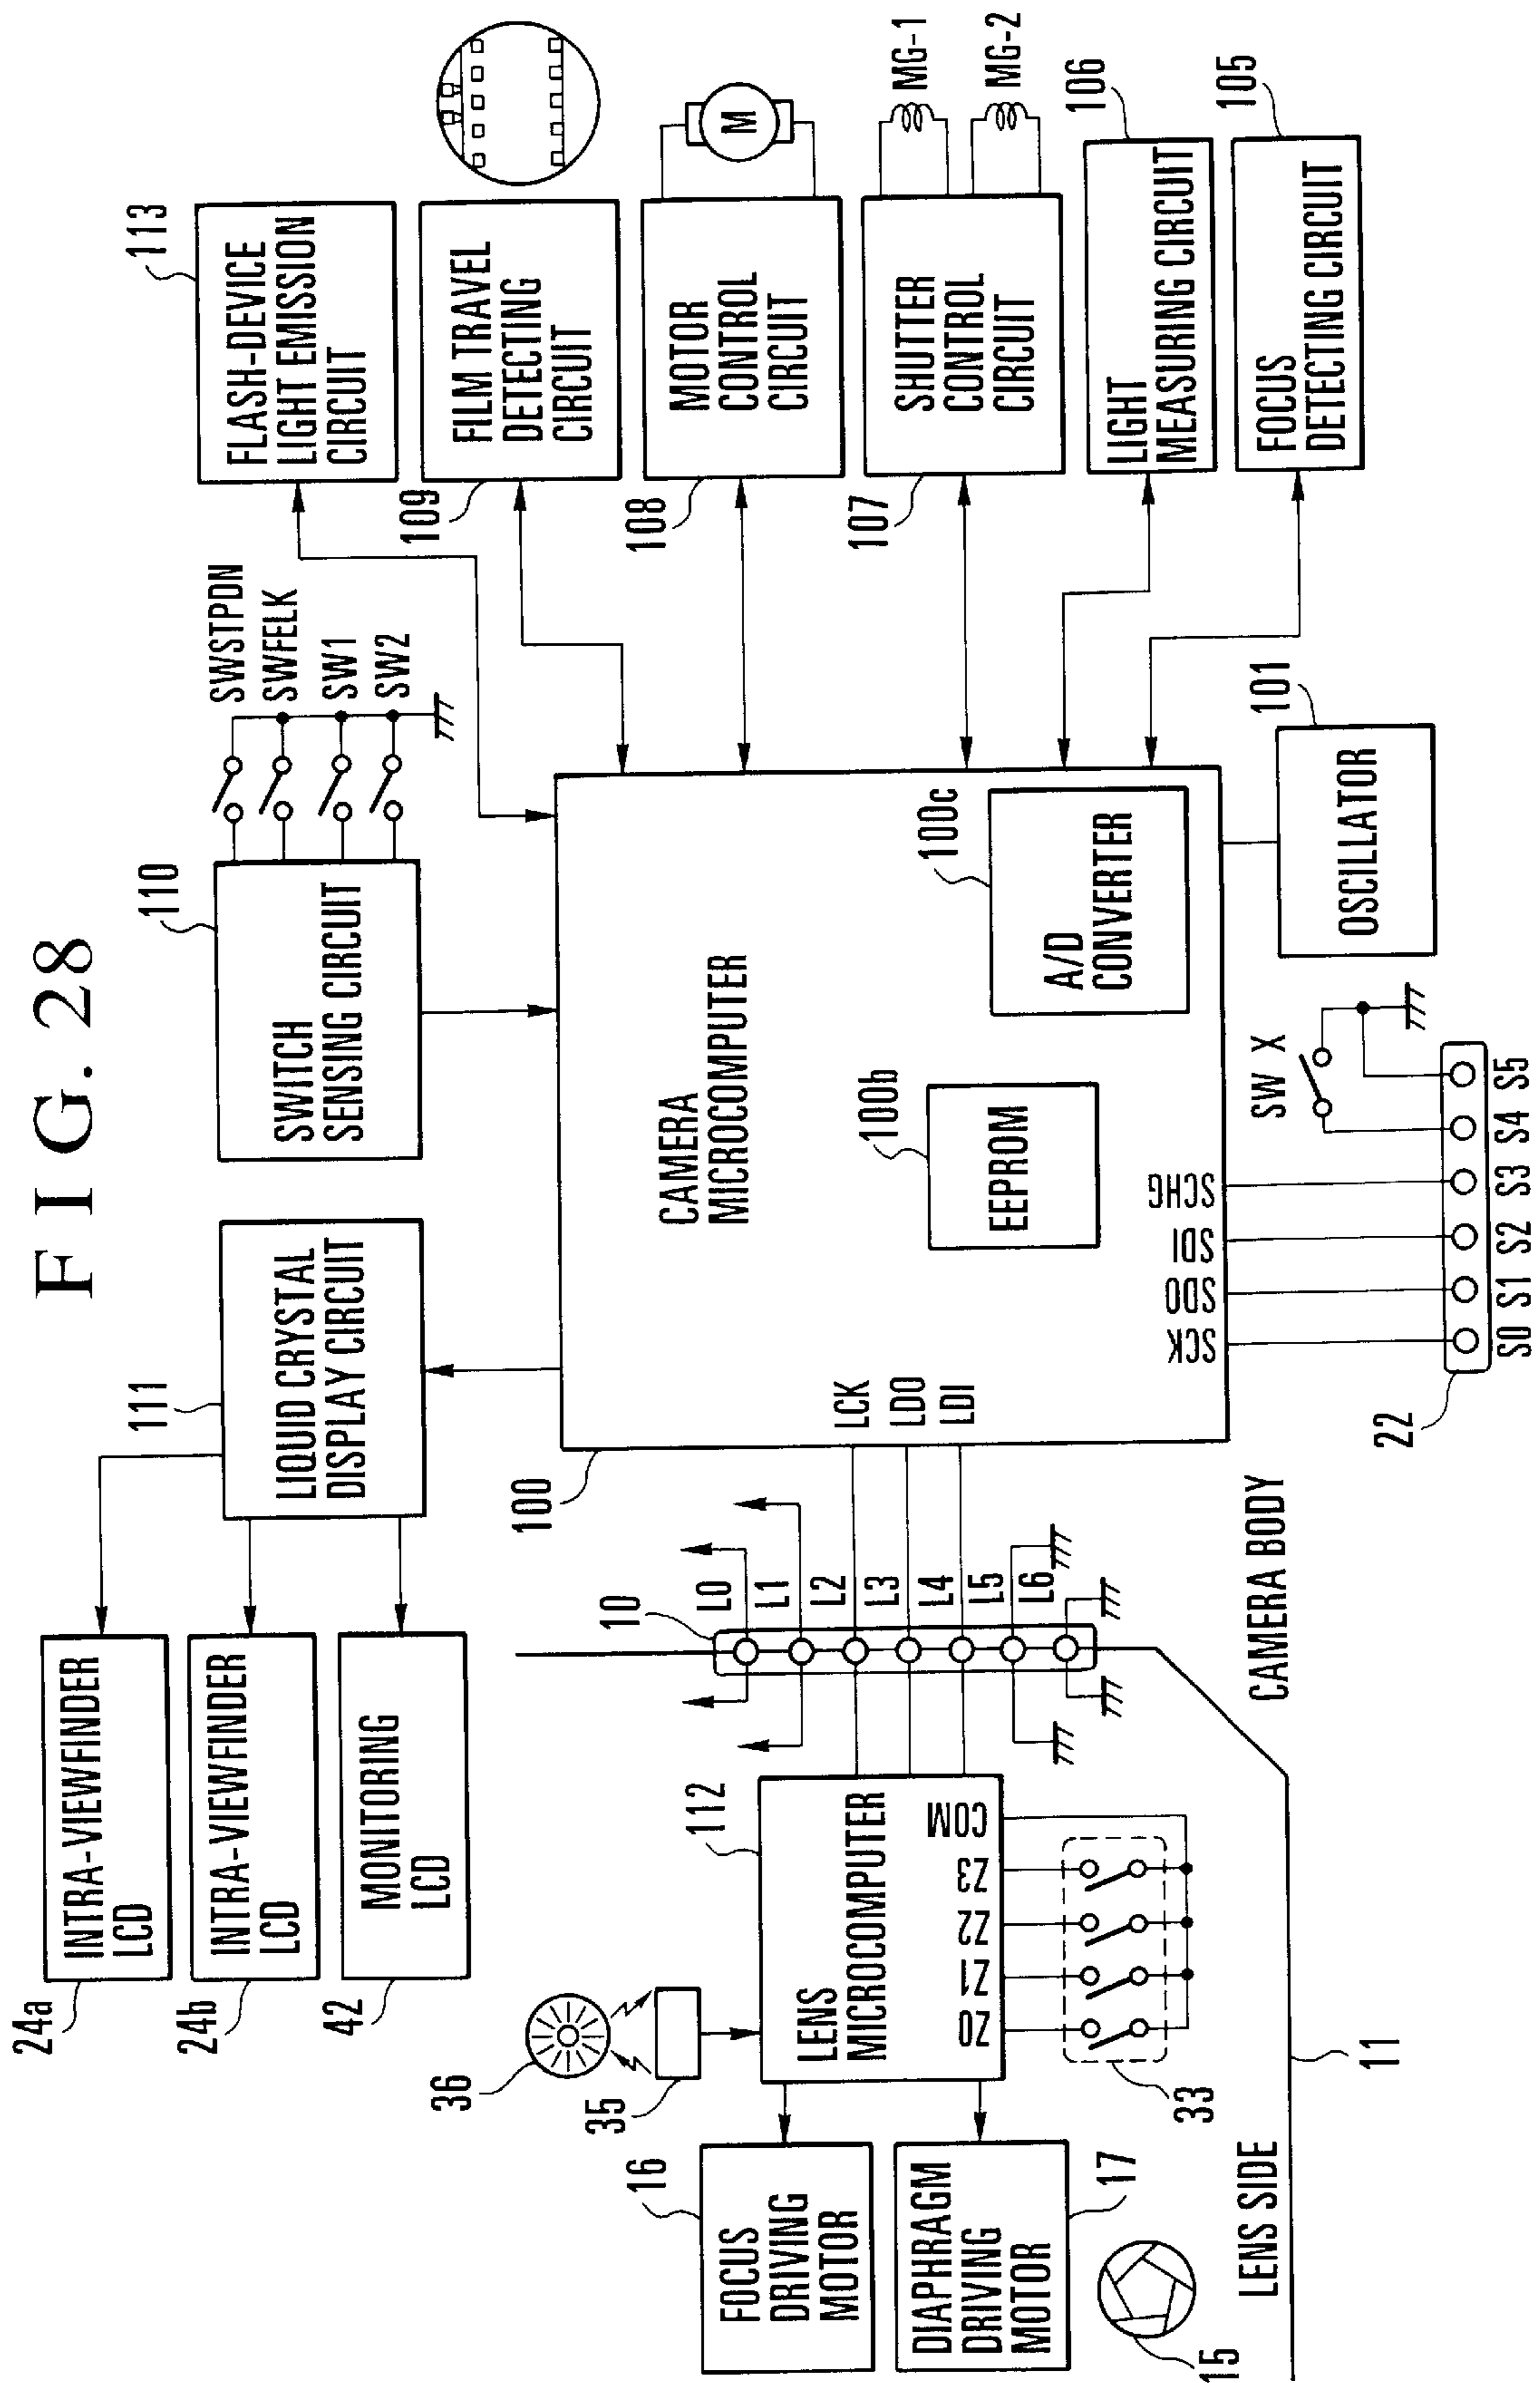 FIG. 28
24a
INTRA-VIEWFINDER
LCD
24b
INTRA-VIEWFINDER
LCD
42
MONITORING
LCD
111
LIQUID CRYSTAL
DISPLAY CIRCUIT
110
SWITCH
SENSING CIRCUIT
SWSTPDN
SWFELK
SW1
SW2
113
FLASH-DEVICE
LIGHT EMISSION
CIRCUIT
109
FILM TRAVEL
DETECTING
CIRCUIT
108
MOTOR
CONTROL
CIRCUIT
M
107
SHUTTER
CONTROL
CIRCUIT
MG-1
MG-2
106
LIGHT
MEASURING CIRCUIT
105
FOCUS
DETECTING CIRCUIT
100
CAMERA
MICROCOMPUTER
100b
EEPROM
100c
A/D
CONVERTER
101
OSCILLATOR
LCK
LDO
LDI
SCK
SDO
SDI
SCHG
SW X
22
S0
S1
S2
S3
S4
S5
10
L0
L1
L2
L3
L4
L5
L6
CAMERA BODY
36
35
112
LENS
MICROCOMPUTER
Z0
Z1
Z2
Z3
COM
33
16
FOCUS
DRIVING
MOTOR
17
DIAPHRAGM
DRIVING
MOTOR
15
LENS SIDE
11